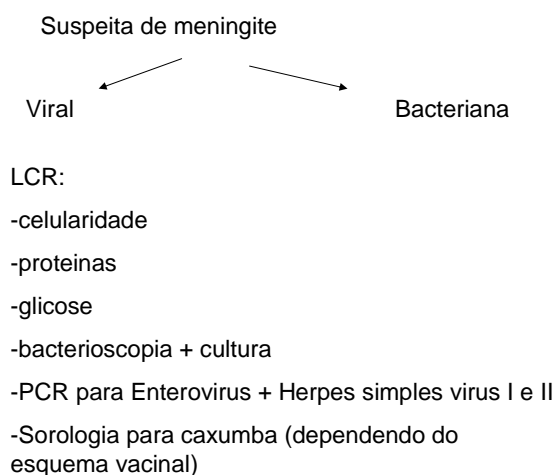 Suspeita de meningite
Viral
Bacteriana
LCR:
-celularidade
-proteinas
-glicose
-bacterioscopia + cultura
-PCR para Enterovirus + Herpes simples virus I e II
-Sorologia para caxumba (dependendo do
esquema vacinal)